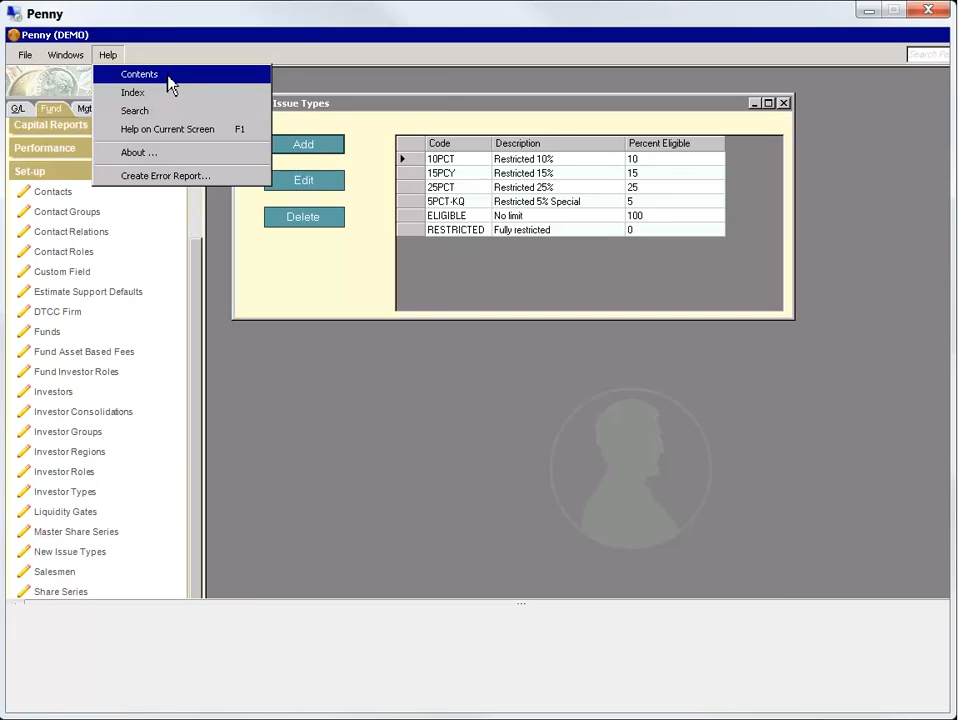 Penny
Penny (DEMO)
File Windows Help
Search Pe
Contents
Index
Search
Help on Current Screen F1
About ...
Create Error Report...
G/L Fund Mgt
Capital Reports
Performance
Set-up
Contacts
Contact Groups
Contact Relations
Contact Roles
Custom Field
Estimate Support Defaults
DTCC Firm
Funds
Fund Asset Based Fees
Fund Investor Roles
Investors
Investor Consolidations
Investor Groups
Investor Regions
Investor Roles
Investor Types
Liquidity Gates
Master Share Series
New Issue Types
Salesmen
Share Series
Issue Types
Add
Edit
Delete
Code Description Percent Eligible
10PCT Restricted 10% 10
15PCY Restricted 15% 15
25PCT Restricted 25% 25
5PCT-KQ Restricted 5% Special 5
ELIGIBLE No limit 100
RESTRICTED Fully restricted 0